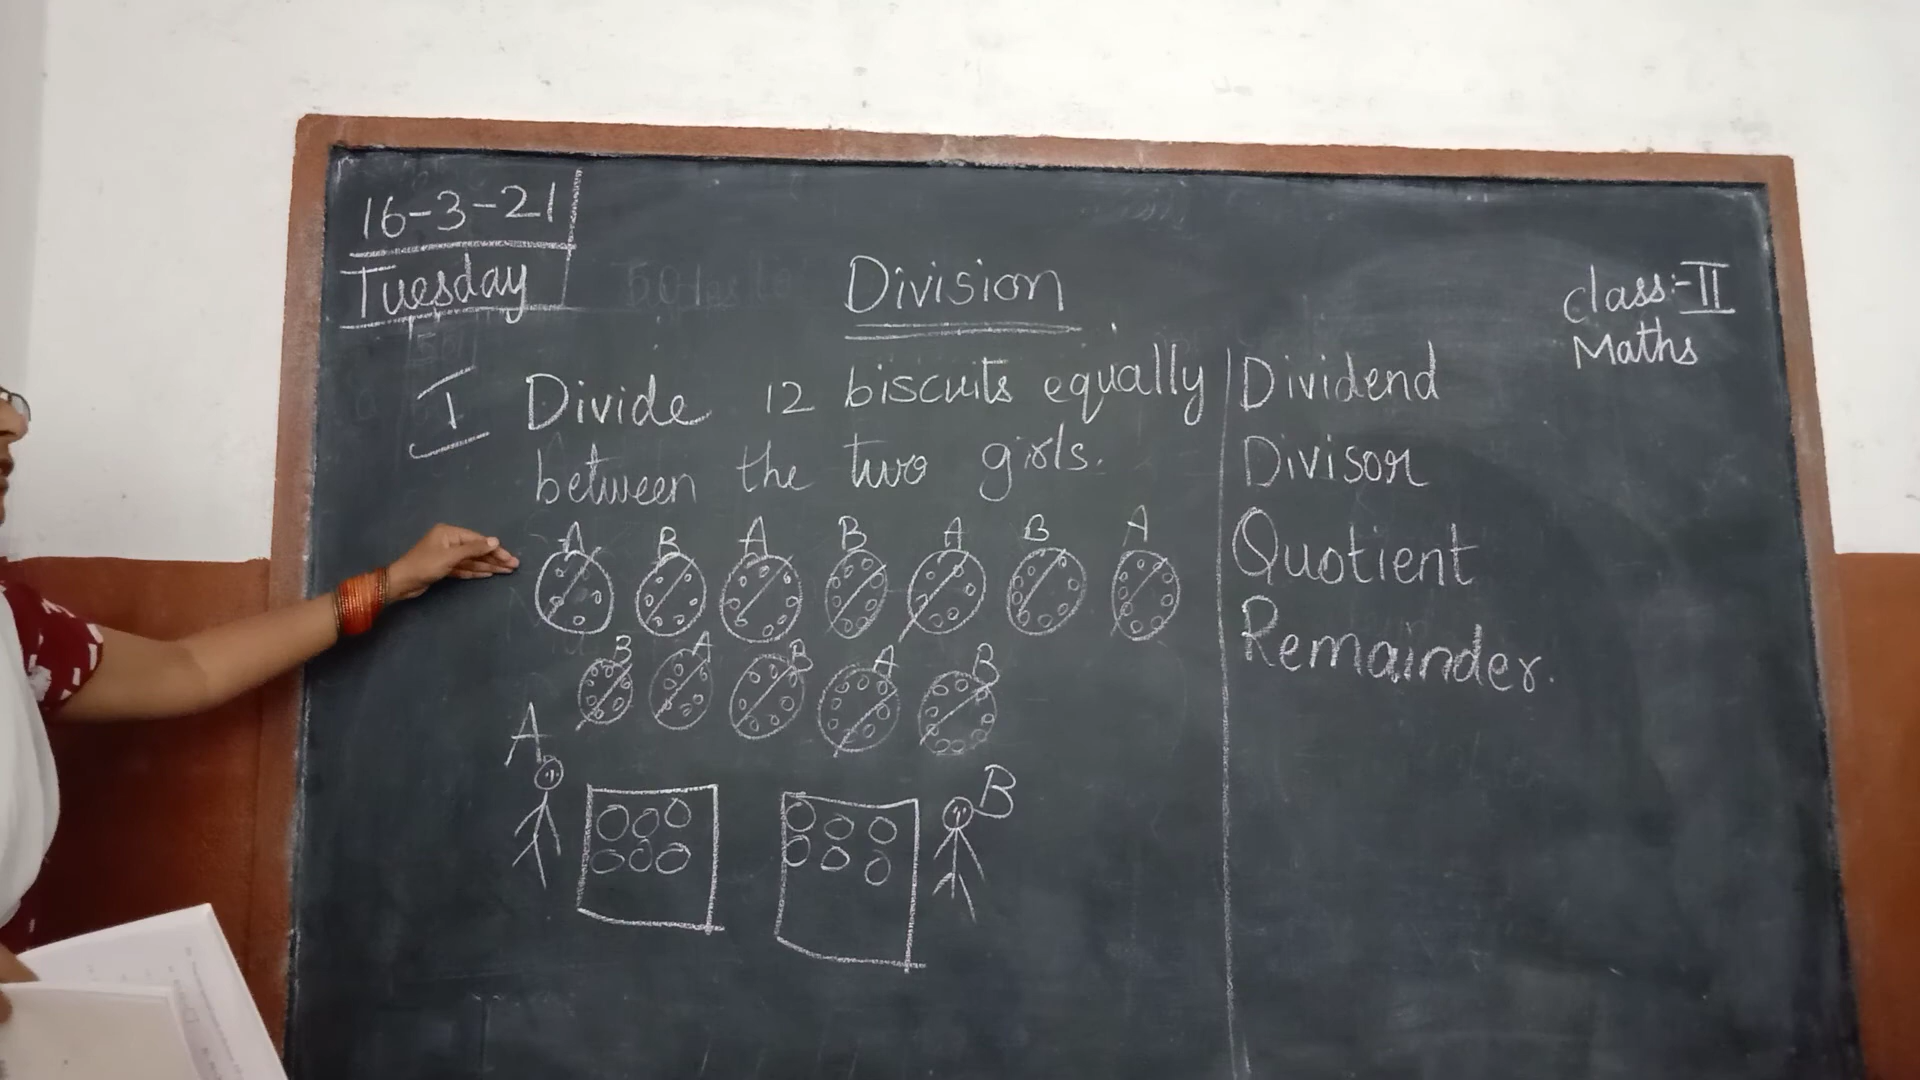 16-3-21
Tuesday
Division
Class:-II
Maths
I Divide 12 biscuits equally
between the two girls.
A B A B A B A
B A B A B
A
B
Dividend
Divisor
Quotient
Remainder.